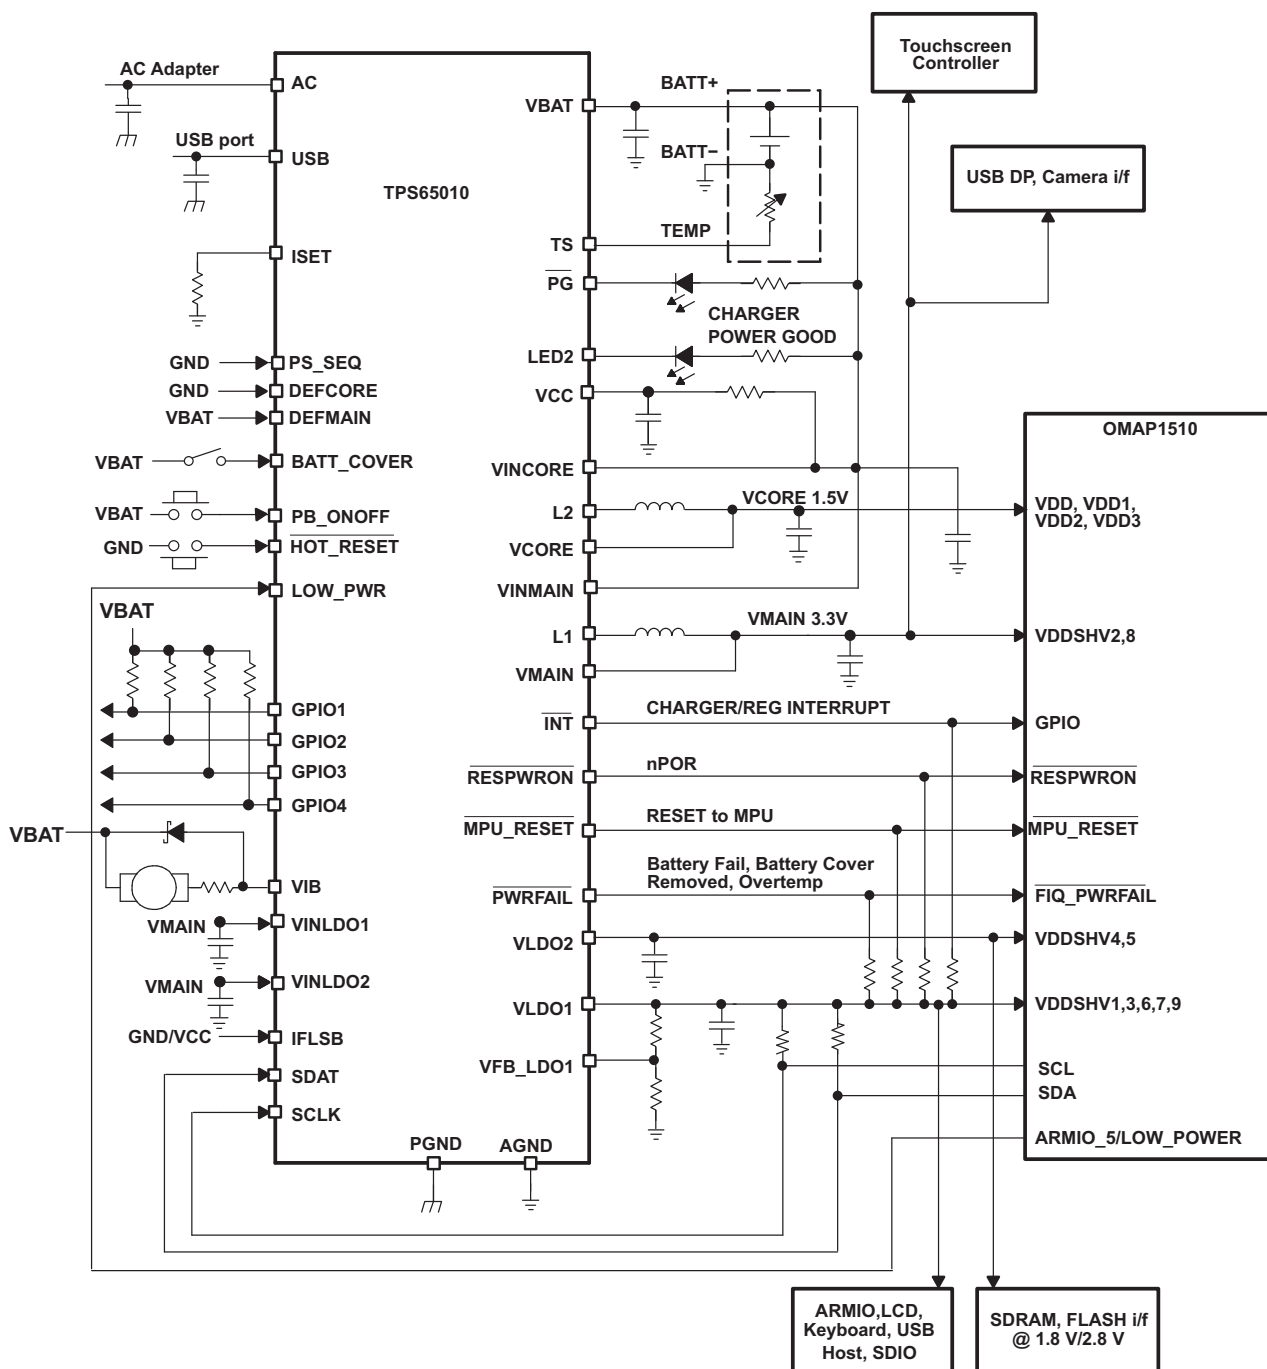 Touchscreen
Controller
AC Adapter
AC
BATT+
VBAT
USB port
USB
BATT−
USB DP, Camera i/f
TPS65010
TEMP
TS
ISET
PG
CHARGER
POWER GOOD
LED2
GND
PS_SEQ
GND
DEFCORE
VCC
VBAT
DEFMAIN
OMAP1510
VBAT
BATT_COVER
VINCORE
VCORE 1.5V
VDD, VDD1,
VDD2, VDD3
VBAT
PB_ONOFF
L2
GND
HOT_RESET
VCORE
LOW_PWR
VINMAIN
VBAT
VMAIN 3.3V
L1
VDDSHV2,8
VMAIN
GPIO1
CHARGER/REG INTERRUPT
INT
GPIO
GPIO2
nPOR
GPIO3
RESPWRON
RESPWRON
GPIO4
RESET to MPU
VBAT
MPU_RESET
MPU_RESET
Battery Fail, Battery Cover
Removed, Overtemp
VIB
PWRFAIL
FIQ_PWRFAIL
VMAIN
VINLDO1
VLDO2
VDDSHV4,5
VMAIN
VINLDO2
VLDO1
VDDSHV1,3,6,7,9
GND/VCC
IFLSB
VFB_LDO1
SCL
SDAT
SDA
SCLK
PGND
AGND
ARMIO_5/LOW_POWER
ARMIO,LCD,
Keyboard, USB
Host, SDIO
SDRAM, FLASH i/f
@ 1.8 V/2.8 V